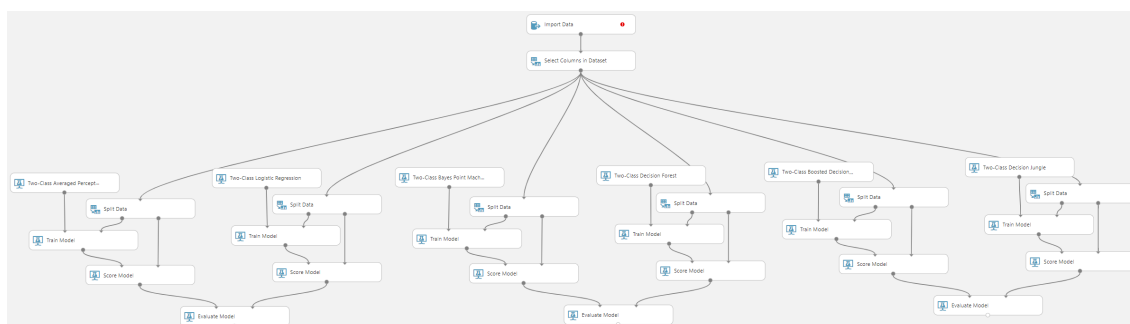 Import Data
Select Columns in Dataset
Two-Class Averaged Percept...
Two-Class Logistic Regression
Two-Class Bayes Point Mach...
Two-Class Decision Forest
Two-Class Boosted Decision...
Two-Class Decision Jungle
Split Data
Split Data
Split Data
Split Data
Split Data
Split Data
Train Model
Train Model
Train Model
Train Model
Train Model
Train Model
Score Model
Score Model
Score Model
Score Model
Score Model
Score Model
Evaluate Model
Evaluate Model
Evaluate Model